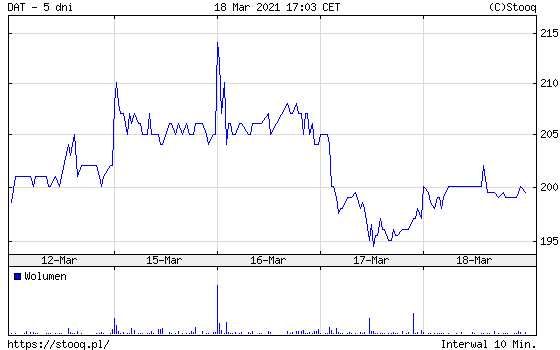 DAT - 5 dni 18 Mar 2021 17:03 CET (C)Stooq
215
210
205
200
195
12-Mar 15-Mar 16-Mar 17-Mar 18-Mar
Wolumen
https://stooq.pl/ Interwal 10 Min.